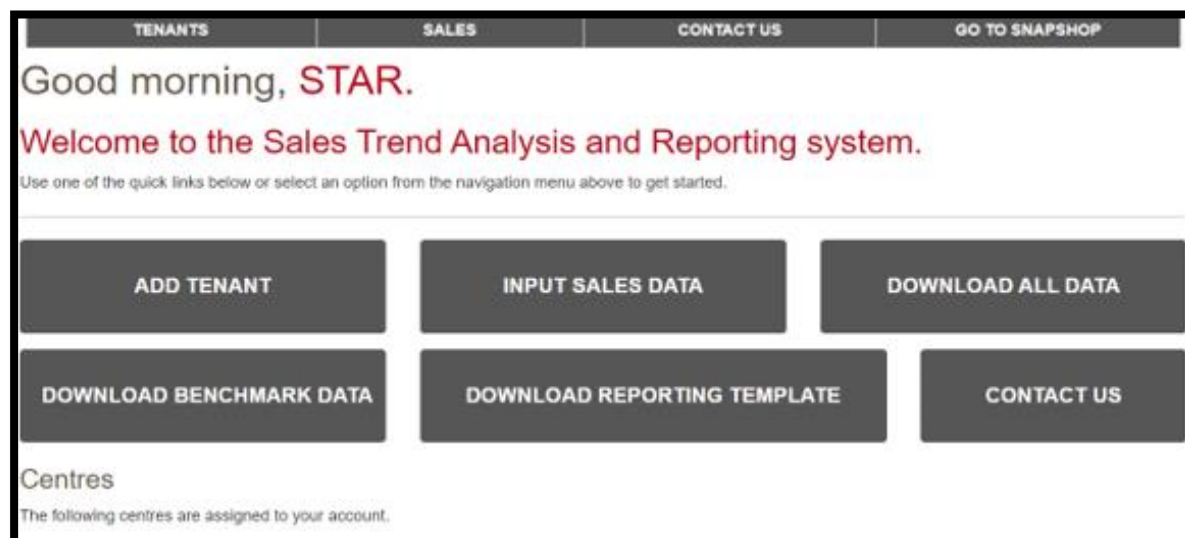 TENANTS SALES CONTACT US GO TO SNAPSHOP
Good morning, STAR.
Welcome to the Sales Trend Analysis and Reporting system.
Use one of the quick links below or select an option from the navigation menu above to get started.
ADD TENANT INPUT SALES DATA DOWNLOAD ALL DATA
DOWNLOAD BENCHMARK DATA DOWNLOAD REPORTING TEMPLATE CONTACT US
Centres
The following centres are assigned to your account.